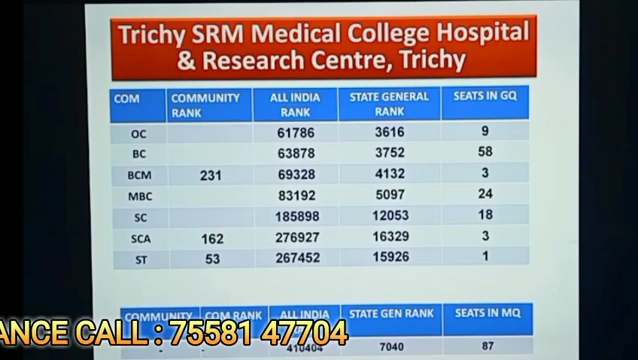 Trichy SRM Medical College Hospital
& Research Centre, Trichy
COM COMMUNITY RANK ALL INDIA RANK STATE GENERAL RANK SEATS IN GQ
OC 61786 3616 9
BC 63878 3752 58
BCM 231 69328 4132 3
MBC 83192 5097 24
SC 185898 12053 18
SCA 162 276927 16329 3
ST 53 267452 15926 1
COMMUNITY COM RANK ALL INDIA STATE GEN RANK SEATS IN MQ
ANCE CALL : 75581 47704
- - 410404 7040 87